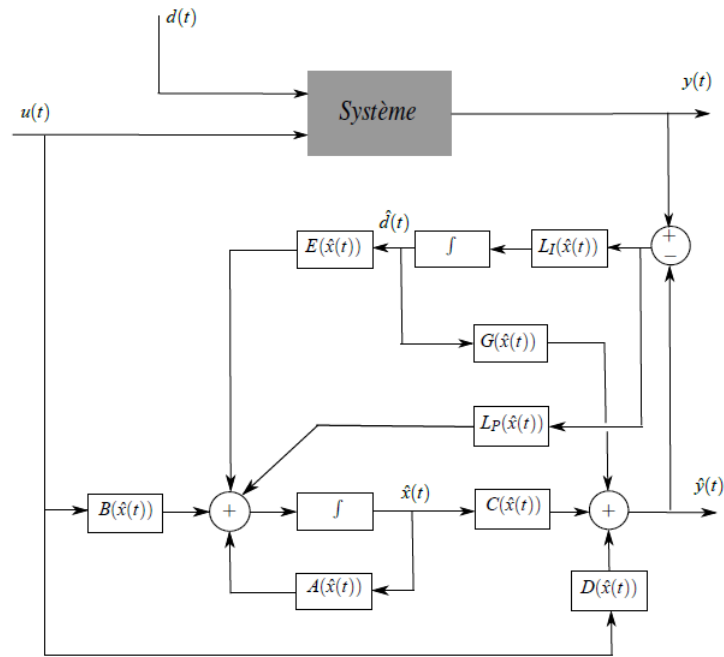 d(t)
u(t)
Système
y(t)
d̂(t)
E(x̂(t))
∫
L_I(x̂(t))
+
−
G(x̂(t))
L_P(x̂(t))
B(x̂(t))
+
∫
x̂(t)
C(x̂(t))
+
ŷ(t)
A(x̂(t))
D(x̂(t))